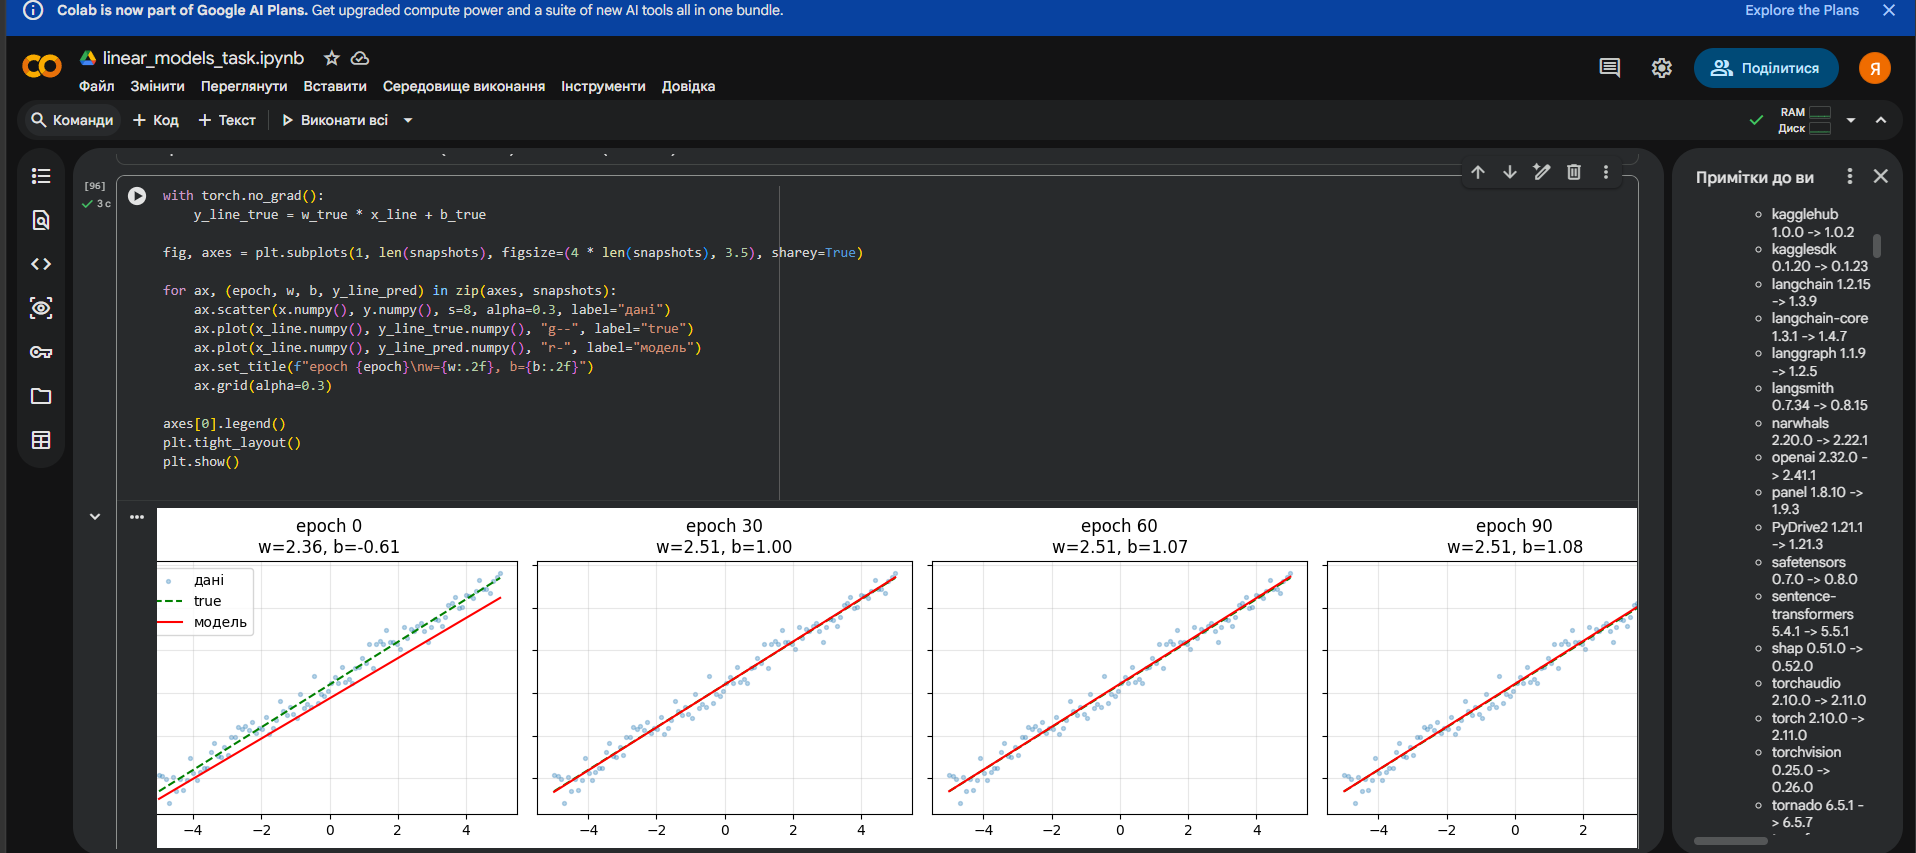 Colab is now part of Google AI Plans. Get upgraded compute power and a suite of new AI tools all in one bundle.
Explore the Plans
linear_models_task.ipynb
Файл Змінити Переглянути Вставити Середовище виконання Інструменти Довідка
Поділитися
Я
Команди + Код + Текст Виконати всі
RAM
Диск
[96]
3 с
with torch.no_grad():
    y_line_true = w_true * x_line + b_true
fig, axes = plt.subplots(1, len(snapshots), figsize=(4 * len(snapshots), 3.5), sharey=True)
for ax, (epoch, w, b, y_line_pred) in zip(axes, snapshots):
    ax.scatter(x.numpy(), y.numpy(), s=8, alpha=0.3, label="дані")
    ax.plot(x_line.numpy(), y_line_true.numpy(), "g--", label="true")
    ax.plot(x_line.numpy(), y_line_pred.numpy(), "r-", label="модель")
    ax.set_title(f"epoch {epoch}\nw={w:.2f}, b={b:.2f}")
    ax.grid(alpha=0.3)
axes[0].legend()
plt.tight_layout()
plt.show()
epoch 0
w=2.36, b=-0.61
дані
true
модель
−4 −2 0 2 4
epoch 30
w=2.51, b=1.00
−4 −2 0 2 4
epoch 60
w=2.51, b=1.07
−4 −2 0 2 4
epoch 90
w=2.51, b=1.08
−4 −2 0 2
Примітки до ви
kagglehub
1.0.0 -> 1.0.2
kagglesdk
0.1.20 -> 0.1.23
langchain 1.2.15
-> 1.3.9
langchain-core
1.3.1 -> 1.4.7
langgraph 1.1.9
-> 1.2.5
langsmith
0.7.34 -> 0.8.15
narwhals
2.20.0 -> 2.22.1
openai 2.32.0 -
> 2.41.1
panel 1.8.10 ->
1.9.3
PyDrive2 1.21.1
-> 1.21.3
safetensors
0.7.0 -> 0.8.0
sentence-
transformers
5.4.1 -> 5.5.1
shap 0.51.0 ->
0.52.0
torchaudio
2.10.0 -> 2.11.0
torch 2.10.0 ->
2.11.0
torchvision
0.25.0 ->
0.26.0
tornado 6.5.1 -
> 6.5.7